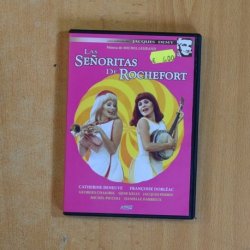 JACQUES DEMY
Música de MICHEL LEGRAND
LAS
SEÑORITAS
DE ROCHEFORT
CATHERINE DENEUVE FRANÇOISE DORLÉAC
GEORGES CHAKIRIS GENE KELLY JACQUES PERRIN
MICHEL PICCOLI DANIELLE DARRIEUX